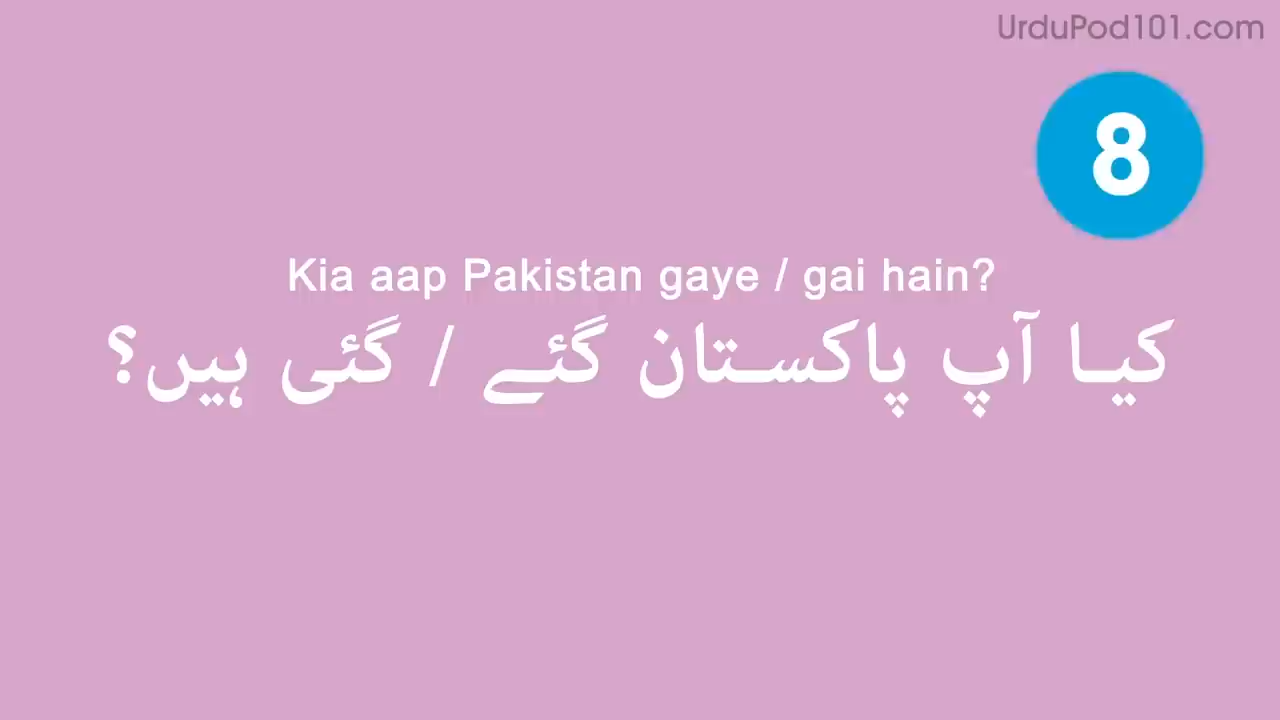 UrduPod101.com
8
Kia aap Pakistan gaye / gai hain?
کیا آپ پاکستان گئے / گئی ہیں؟